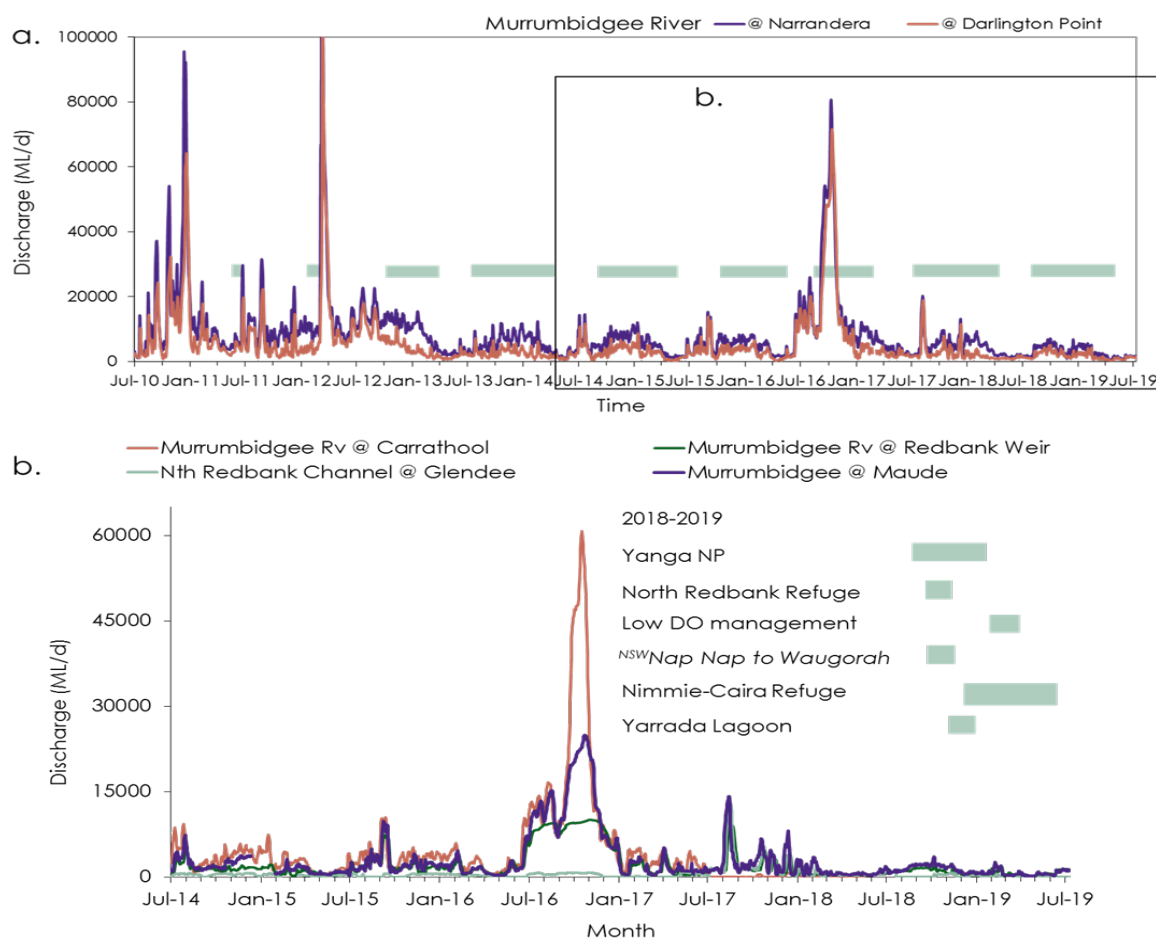 Murrumbidgee River @ Narrandera @ Darlington Point
a.
100000
80000
60000
40000
20000
0
Discharge (ML/d)
b.
Jul-10 Jan-11 Jul-11 Jan-12 Jul-12 Jan-13 Jul-13 Jan-14 Jul-14 Jan-15 Jul-15 Jan-16 Jul-16 Jan-17 Jul-17 Jan-18 Jul-18 Jan-19 Jul-19
Time
b.
Murrumbidgee Rv @ Carrathool Murrumbidgee Rv @ Redbank Weir
Nth Redbank Channel @ Glendee Murrumbidgee @ Maude
60000
45000
30000
15000
0
Discharge (ML/d)
2018-2019
Yanga NP
North Redbank Refuge
Low DO management
NSWNap Nap to Waugorah
Nimmie-Caira Refuge
Yarrada Lagoon
Jul-14 Jan-15 Jul-15 Jan-16 Jul-16 Jan-17 Jul-17 Jan-18 Jul-18 Jan-19 Jul-19
Month